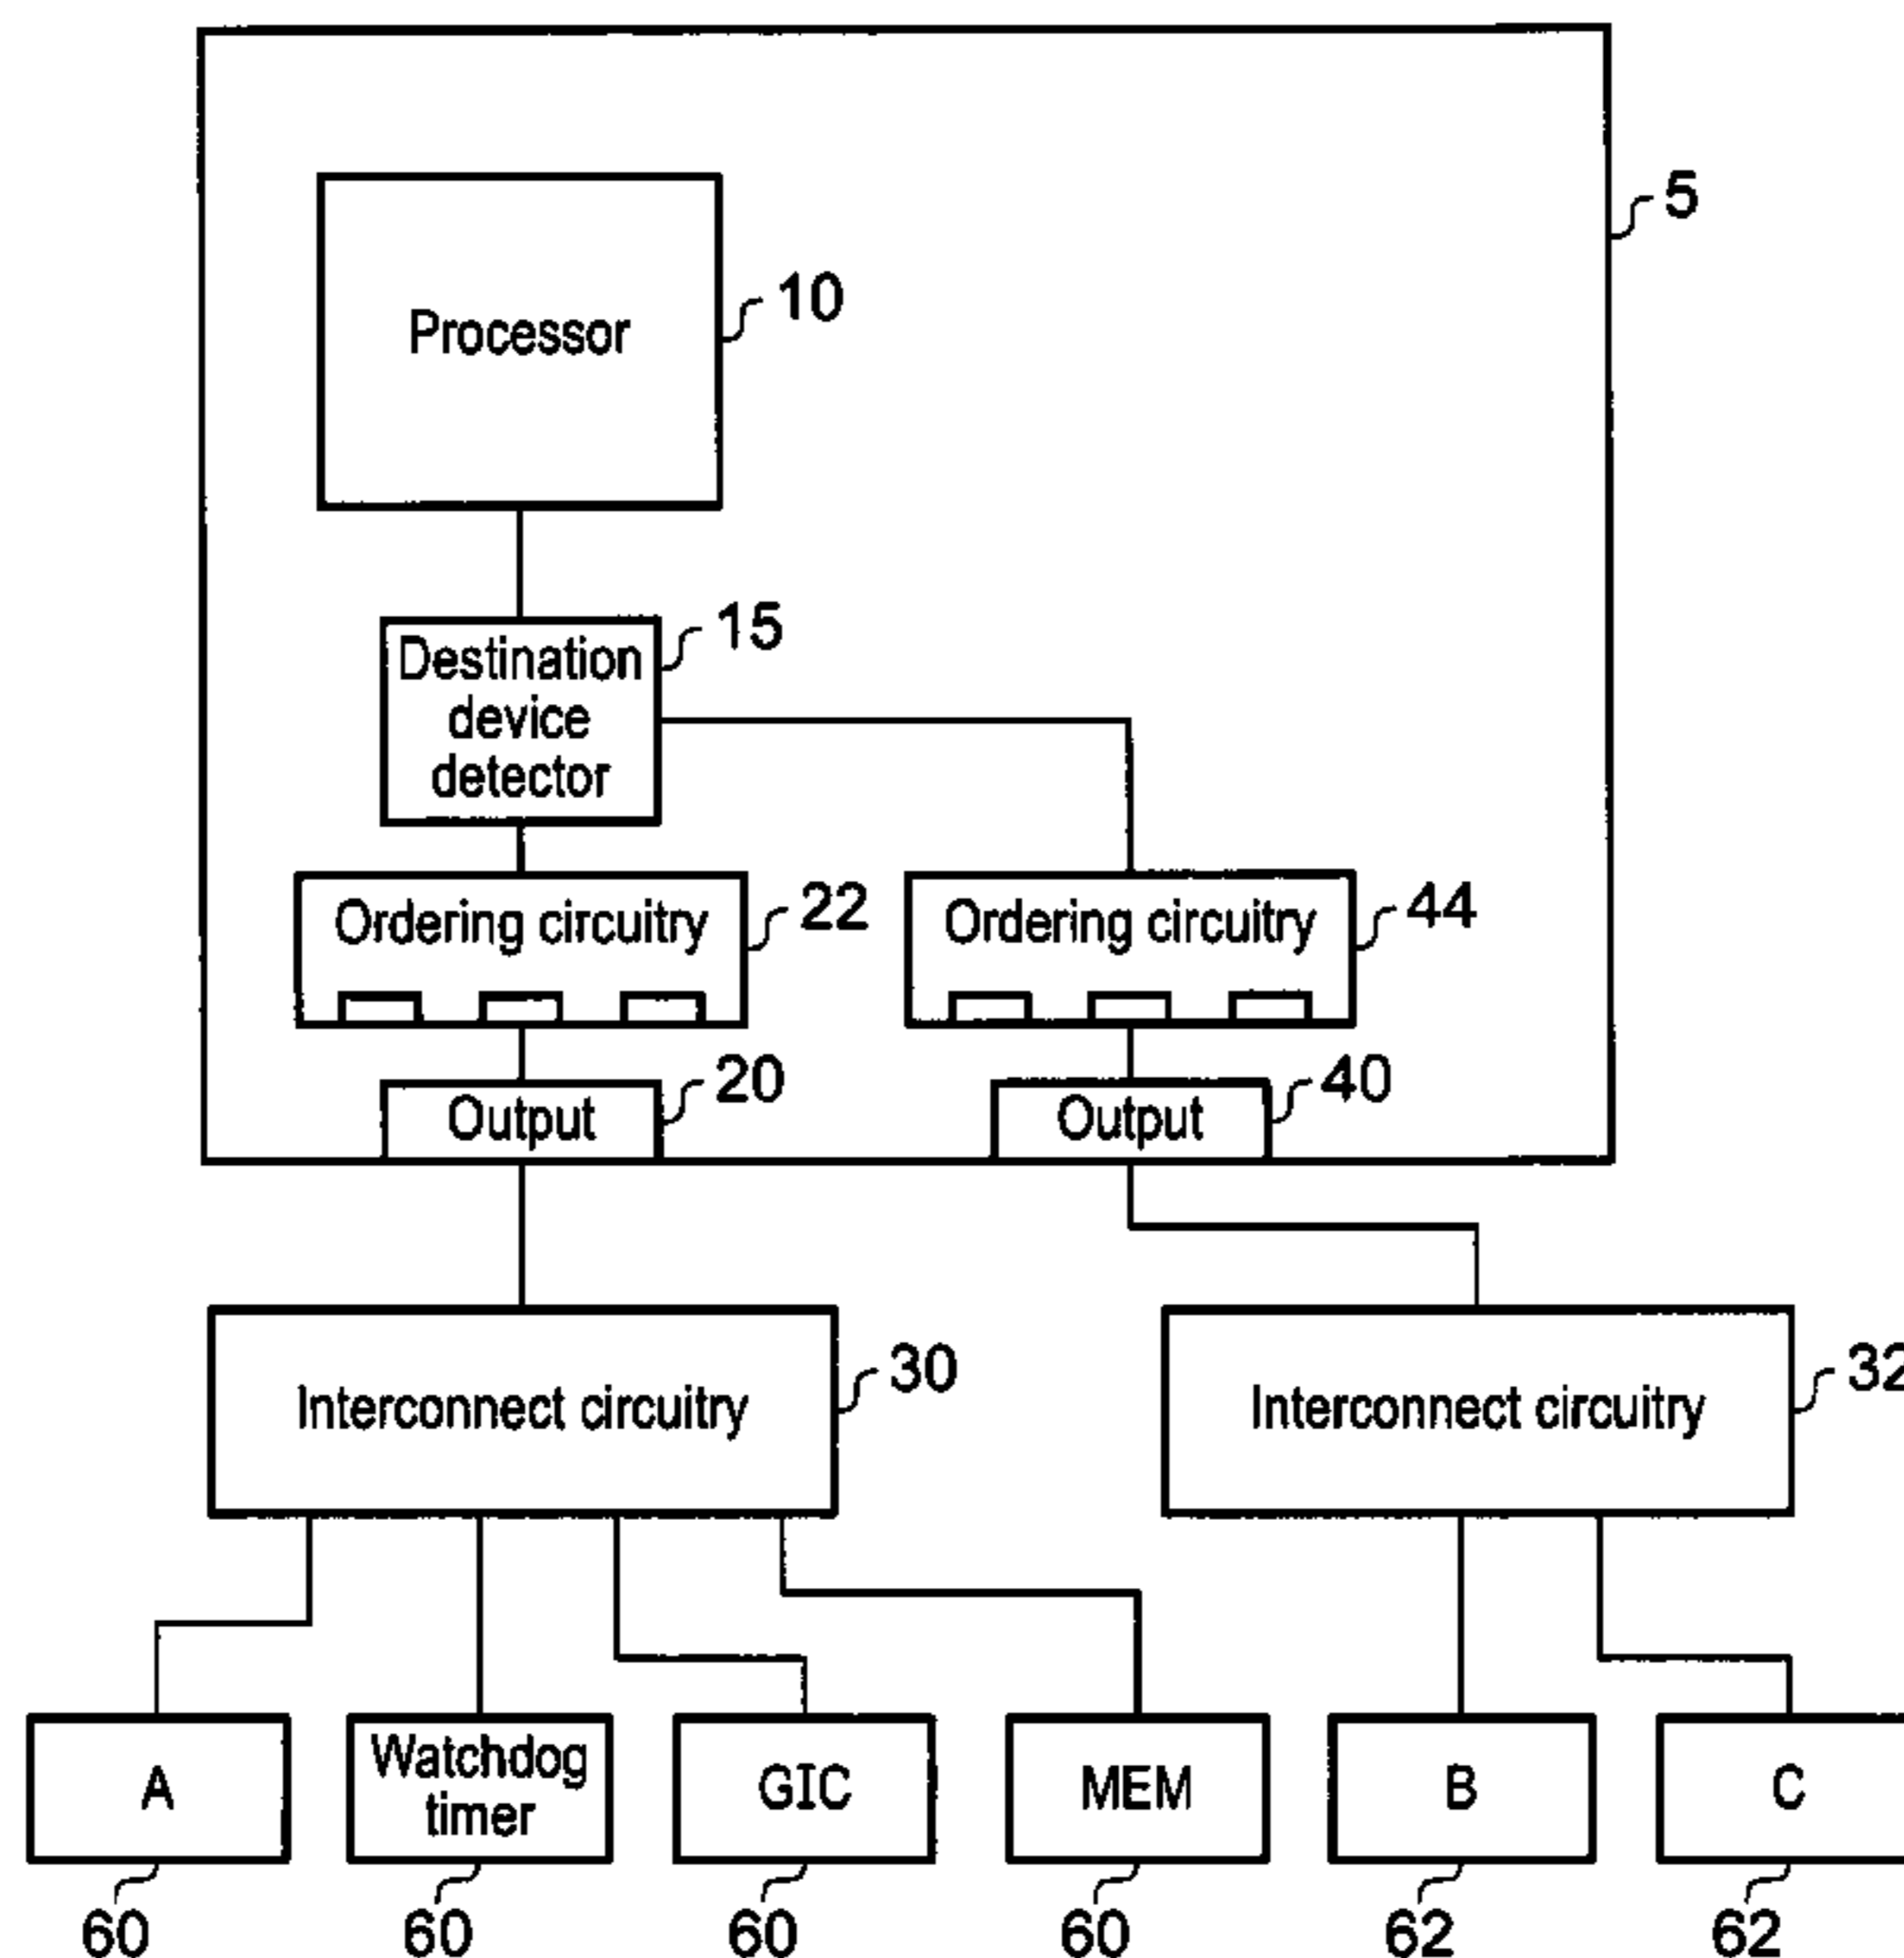 5
Processor
10
Destination
device
detector
15
Ordering circuitry
22
Ordering circuitry
44
Output
20
Output
40
Interconnect circuitry
30
Interconnect circuitry
32
A
Watchdog
timer
GIC
MEM
B
C
60
60
60
60
62
62